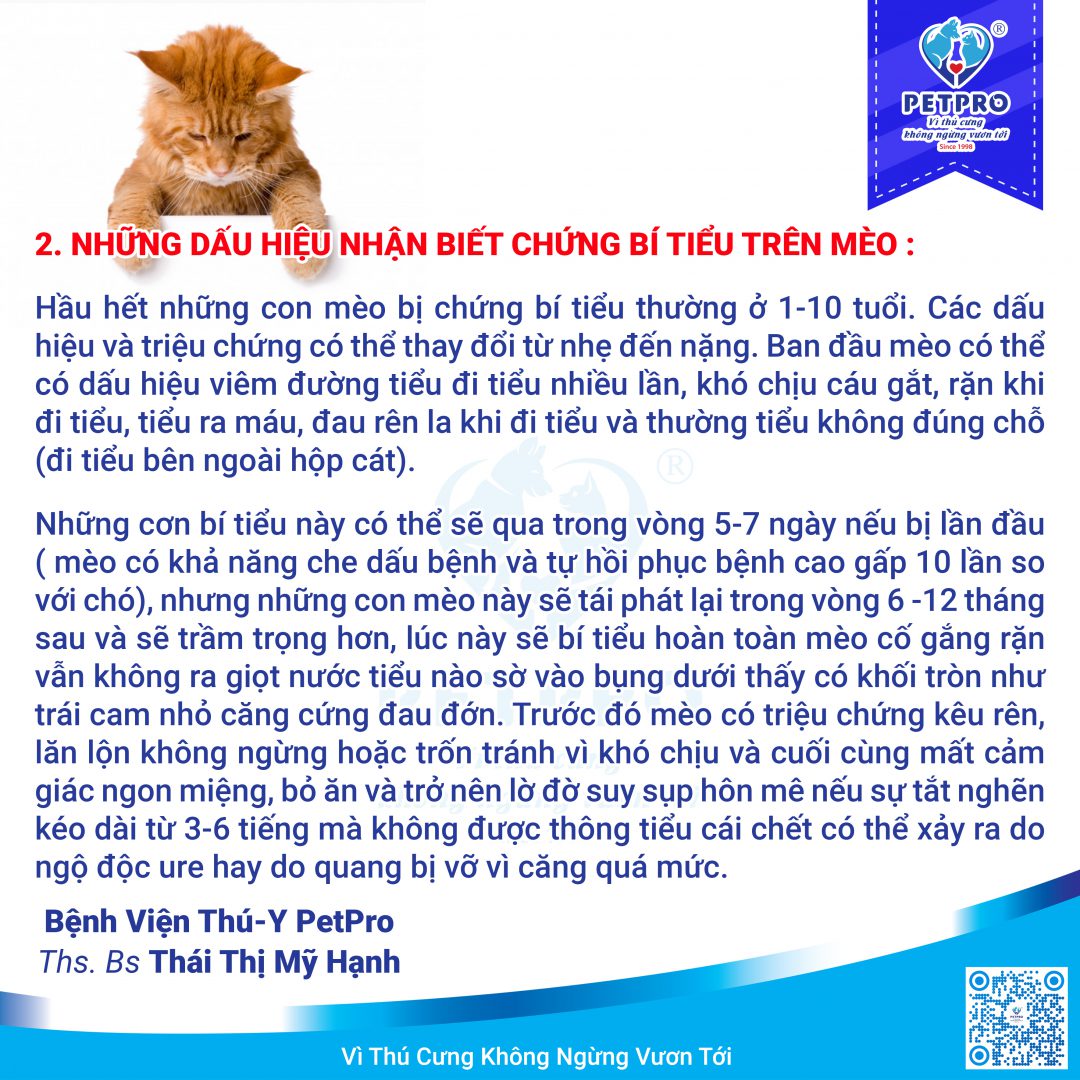 ®
PETPRO
Vì thú cưng
không ngừng vươn tới
Since 1998
2. NHỮNG DẤU HIỆU NHẬN BIẾT CHỨNG BÍ TIỂU TRÊN MÈO :
Hầu hết những con mèo bị chứng bí tiểu thường ở 1-10 tuổi. Các dấu
hiệu và triệu chứng có thể thay đổi từ nhẹ đến nặng. Ban đầu mèo có thể
có dấu hiệu viêm đường tiểu đi tiểu nhiều lần, khó chịu cáu gắt, rặn khi
đi tiểu, tiểu ra máu, đau rên la khi đi tiểu và thường tiểu không đúng chỗ
(đi tiểu bên ngoài hộp cát).
®
Những cơn bí tiểu này có thể sẽ qua trong vòng 5-7 ngày nếu bị lần đầu
( mèo có khả năng che dấu bệnh và tự hồi phục bệnh cao gấp 10 lần so
với chó), nhưng những con mèo này sẽ tái phát lại trong vòng 6 -12 tháng
sau và sẽ trầm trọng hơn, lúc này sẽ bí tiểu hoàn toàn mèo cố gắng rặn
vẫn không ra giọt nước tiểu nào sờ vào bụng dưới thấy có khối tròn như
trái cam nhỏ căng cứng đau đớn. Trước đó mèo có triệu chứng kêu rên,
lăn lộn không ngừng hoặc trốn tránh vì khó chịu và cuối cùng mất cảm
giác ngon miệng, bỏ ăn và trở nên lờ đờ suy sụp hôn mê nếu sự tắt nghẽn
kéo dài từ 3-6 tiếng mà không được thông tiểu cái chết có thể xảy ra do
ngộ độc ure hay do quang bị vỡ vì căng quá mức.
Bệnh Viện Thú-Y PetPro
Ths. Bs Thái Thị Mỹ Hạnh
Vì Thú Cưng Không Ngừng Vươn Tới